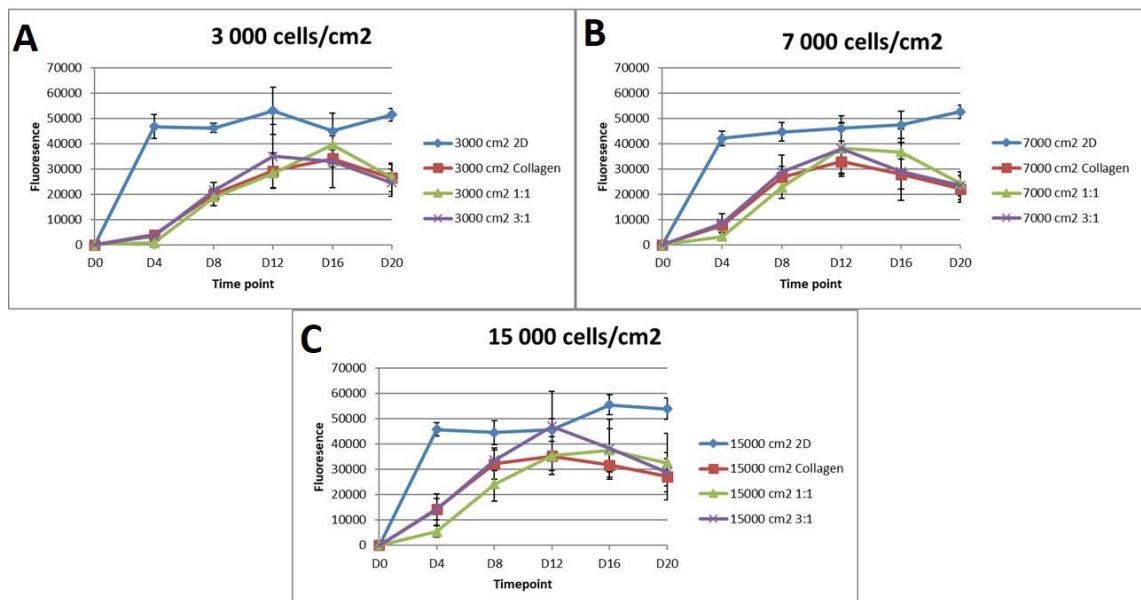 A
3 000 cells/cm2
70000
60000
50000
40000
30000
20000
10000
0
Fluoresence
D0 D4 D8 D12 D16 D20
Time point
3000 cm2 2D
3000 cm2 Collagen
3000 cm2 1:1
3000 cm2 3:1
B
7 000 cells/cm2
70000
60000
50000
40000
30000
20000
10000
0
Fluoresence
D0 D4 D8 D12 D16 D20
Time point
7000 cm2 2D
7000 cm2 Collagen
7000 cm2 1:1
7000 cm2 3:1
C
15 000 cells/cm2
70000
60000
50000
40000
30000
20000
10000
0
Fluoresence
D0 D4 D8 D12 D16 D20
Timepoint
15000 cm2 2D
15000 cm2 Collagen
15000 cm2 1:1
15000 cm2 3:1